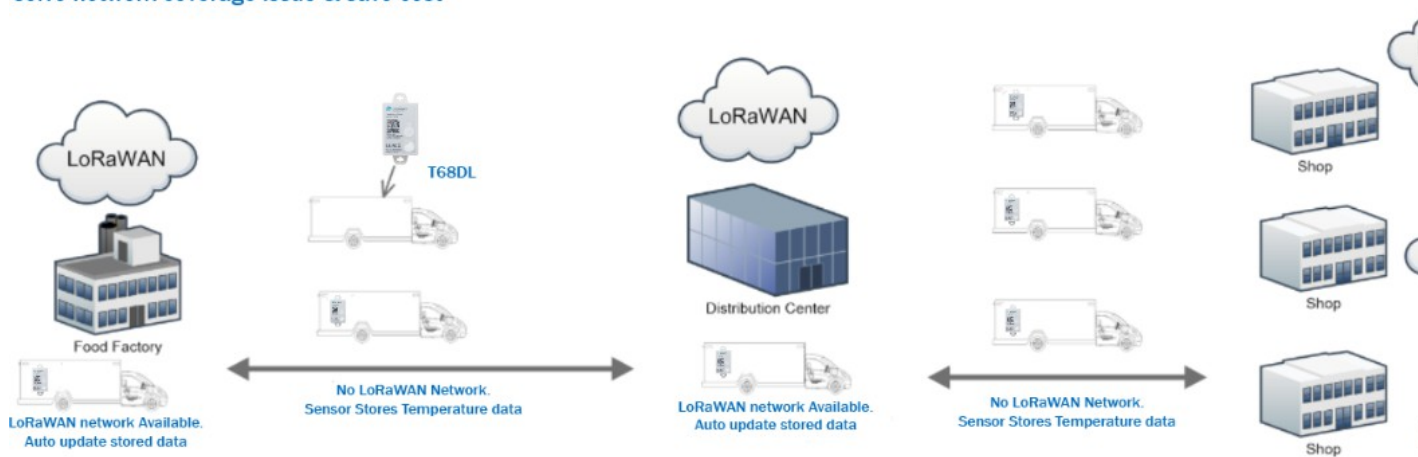 LoRaWAN
T68DL
LoRaWAN
Shop
Shop
Distribution Center
Food Factory
No LoRaWAN Network.
Sensor Stores Temperature data
LoRaWAN network Available.
Auto update stored data
LoRaWAN network Available.
Auto update stored data
No LoRaWAN Network.
Sensor Stores Temperature data
Shop